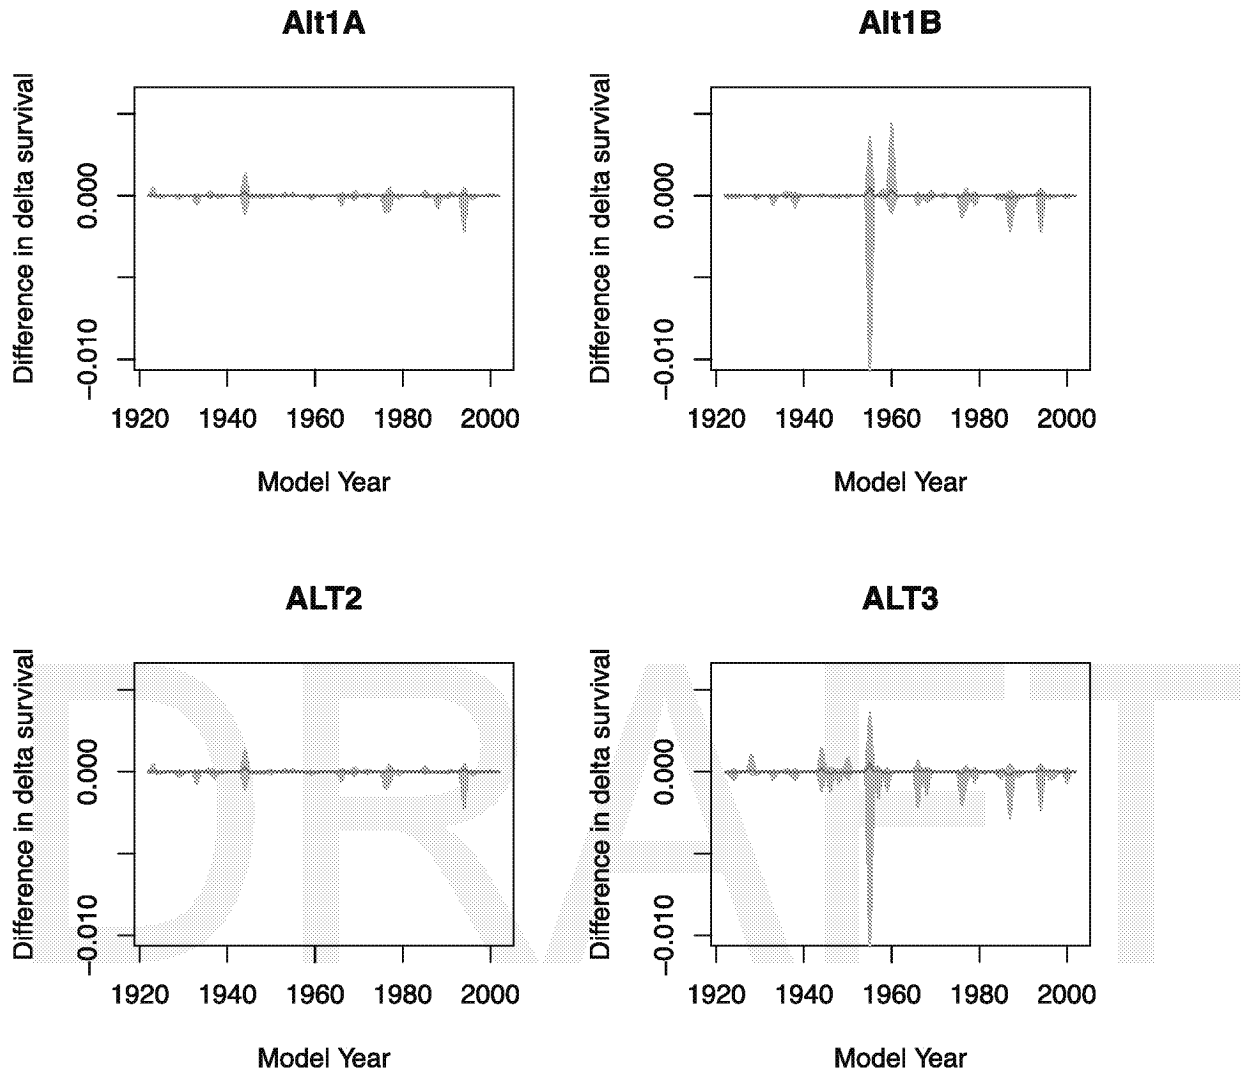 Alt1A
Alt1B
Difference in delta survival
0.000
−0.010
1920 1940 1960 1980 2000
Model Year
Difference in delta survival
0.000
−0.010
1920 1940 1960 1980 2000
Model Year
ALT2
ALT3
Difference in delta survival
0.000
−0.010
1920 1940 1960 1980 2000
Model Year
Difference in delta survival
0.000
−0.010
1920 1940 1960 1980 2000
Model Year
DRAFT